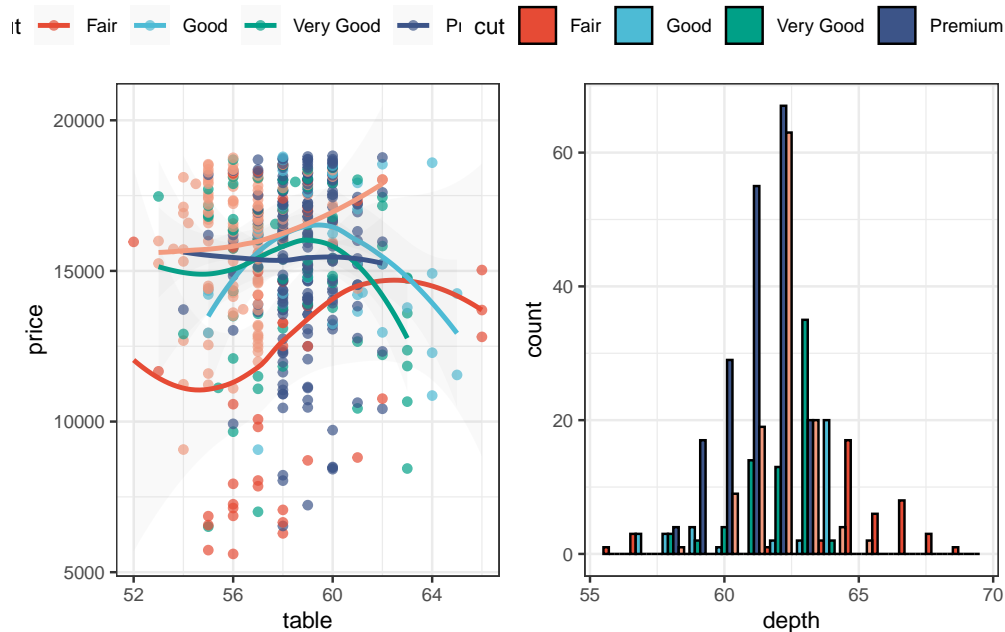 Fair Good Very Good
cut Fair Good Very Good Premium
20000
15000
10000
5000
price
52 56 60 64
table
60
40
20
0
count
55 60 65 70
depth